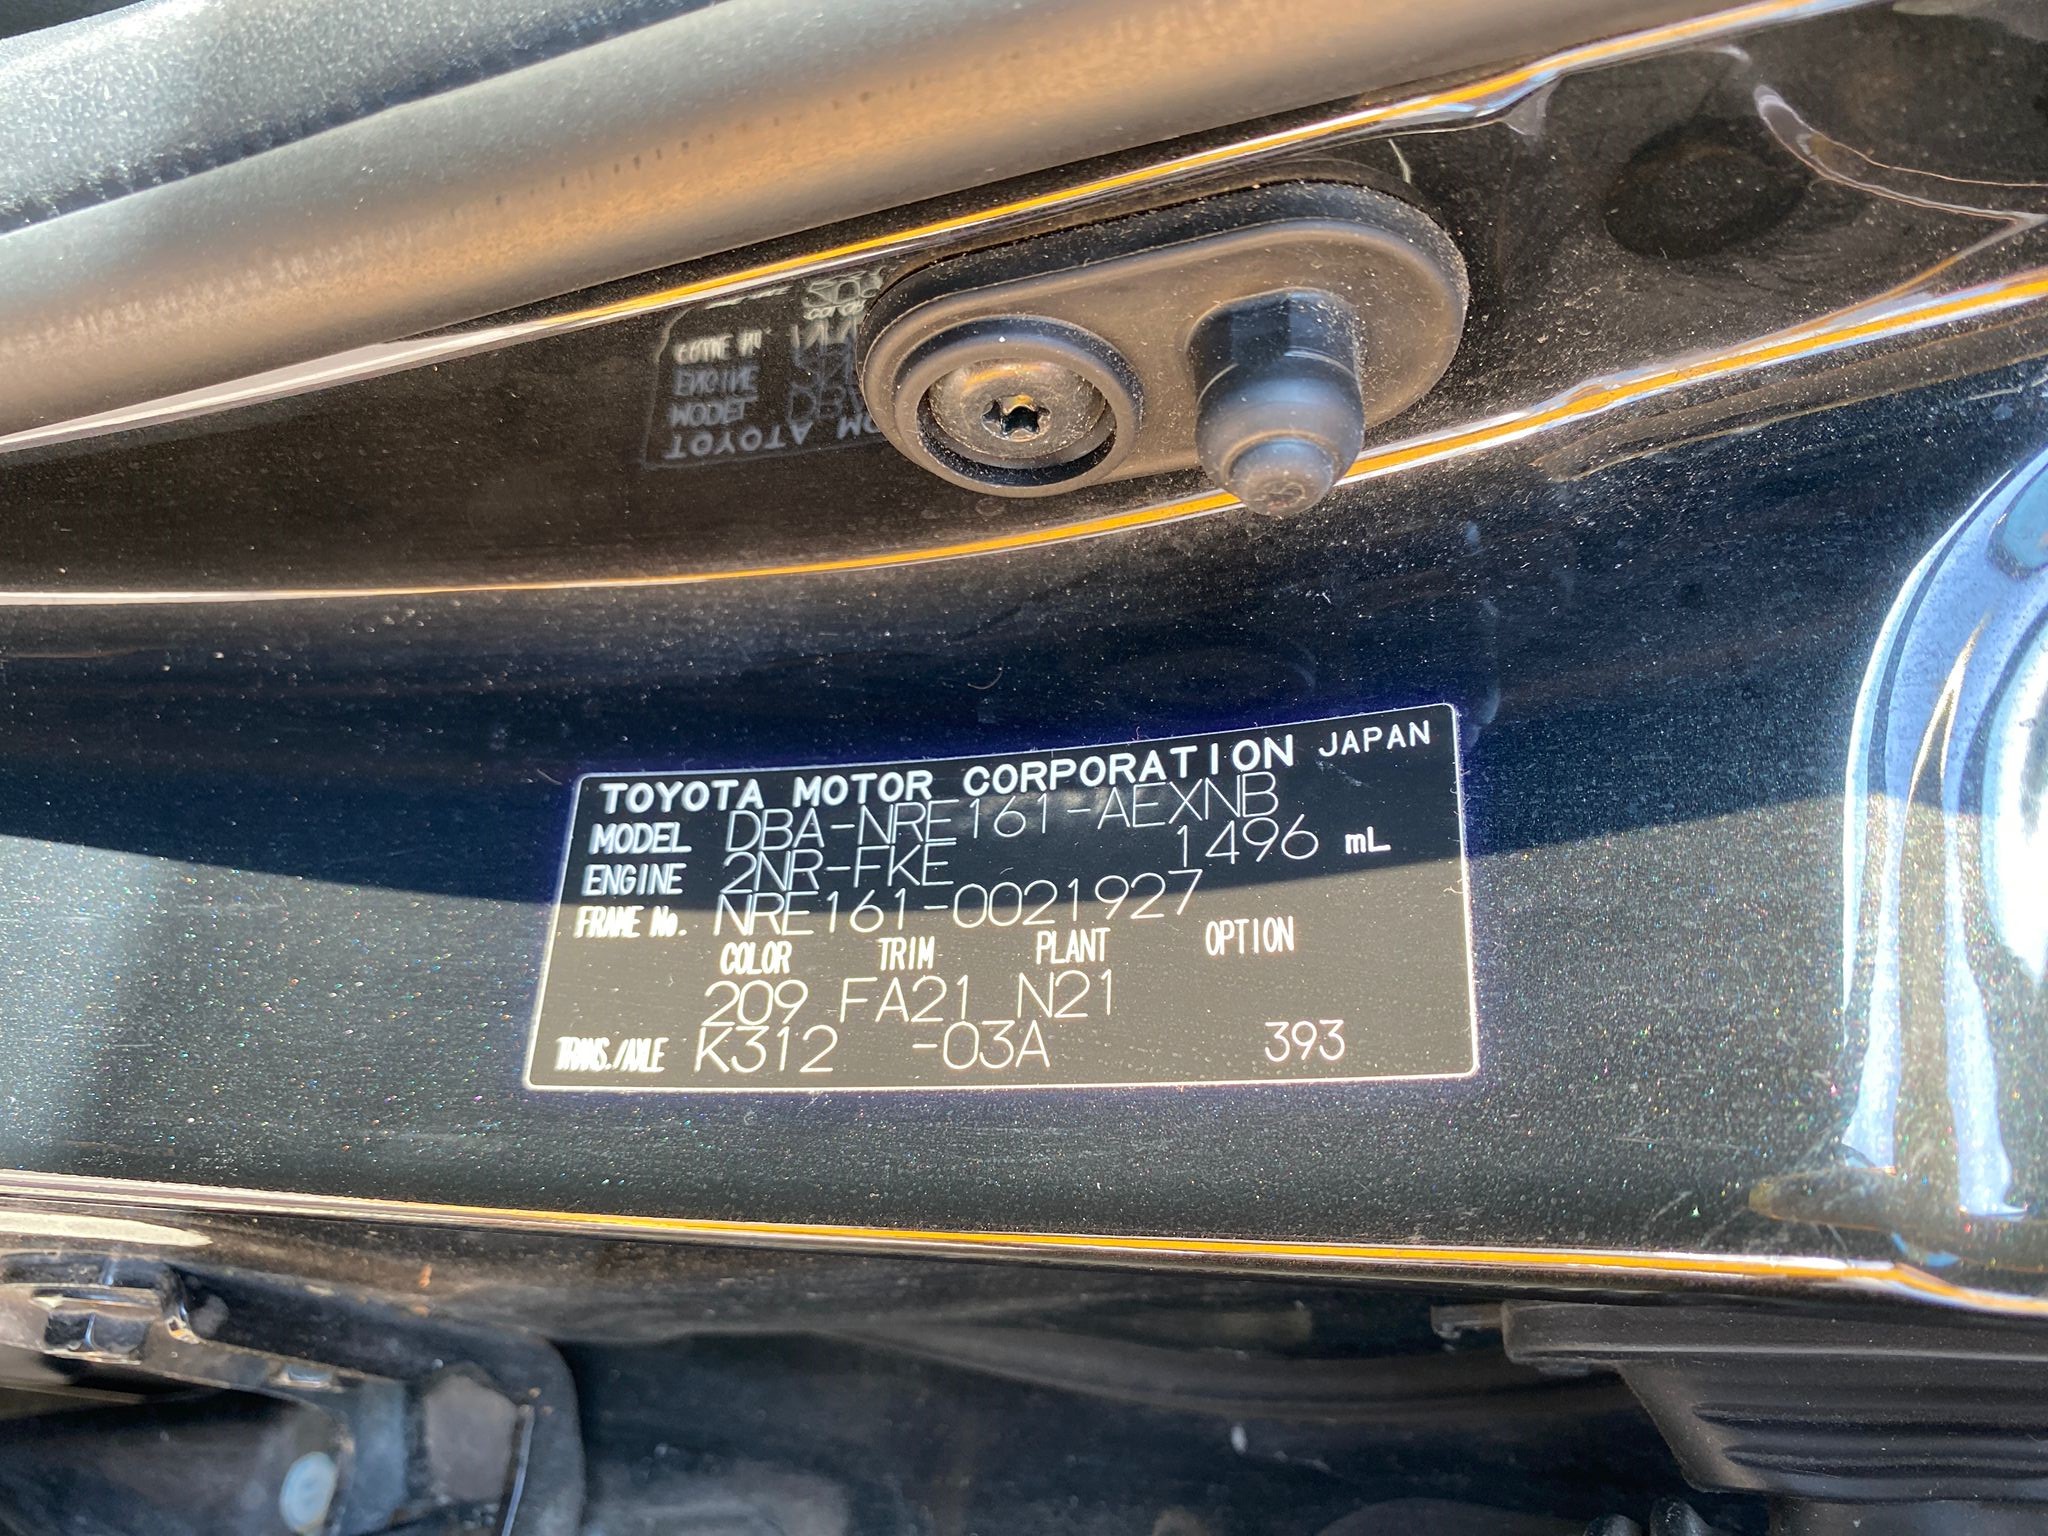 TOYOTA MOTOR CORPORATION JAPAN
MODEL DBA-NRE161-AEXNB
ENGINE 2NR-FKE 1496 mL
FRAME No. NRE161-0021927
COLOR TRIM PLANT OPTION
209 FA21 N21
TRANS./AXLE K312 -03A 393